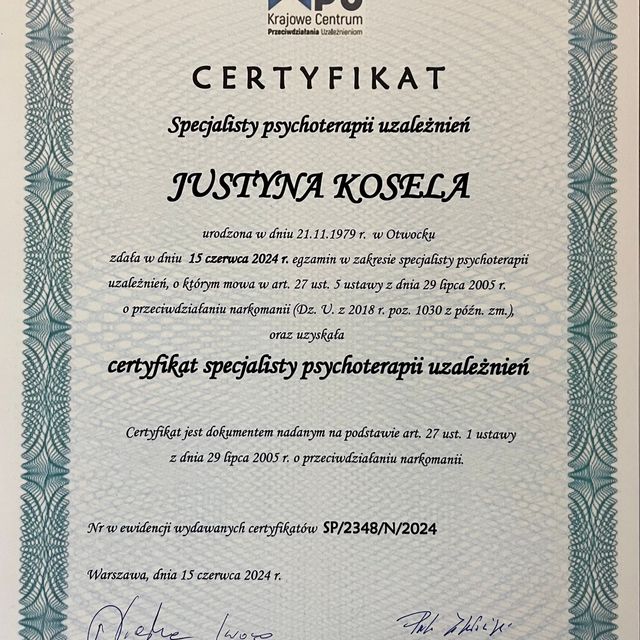 Krajowe Centrum
Przeciwdziałania Uzależnieniom
CERTYFIKAT
Specjalisty psychoterapii uzależnień
JUSTYNA KOSELA
urodzona w dniu 21.11.1979 r. w Otwocku
zdała w dniu 15 czerwca 2024 r. egzamin w zakresie specjalisty psychoterapii
uzależnień, o którym mowa w art. 27 ust. 5 ustawy z dnia 29 lipca 2005 r.
o przeciwdziałaniu narkomanii (Dz. U. z 2018 r. poz. 1030 z późn. zm.),
oraz uzyskała
certyfikat specjalisty psychoterapii uzależnień
Certyfikat jest dokumentem nadanym na podstawie art. 27 ust. 1 ustawy
z dnia 29 lipca 2005 r. o przeciwdziałaniu narkomanii.
Nr w ewidencji wydawanych certyfikatów SP/2348/N/2024
Warszawa, dnia 15 czerwca 2024 r.